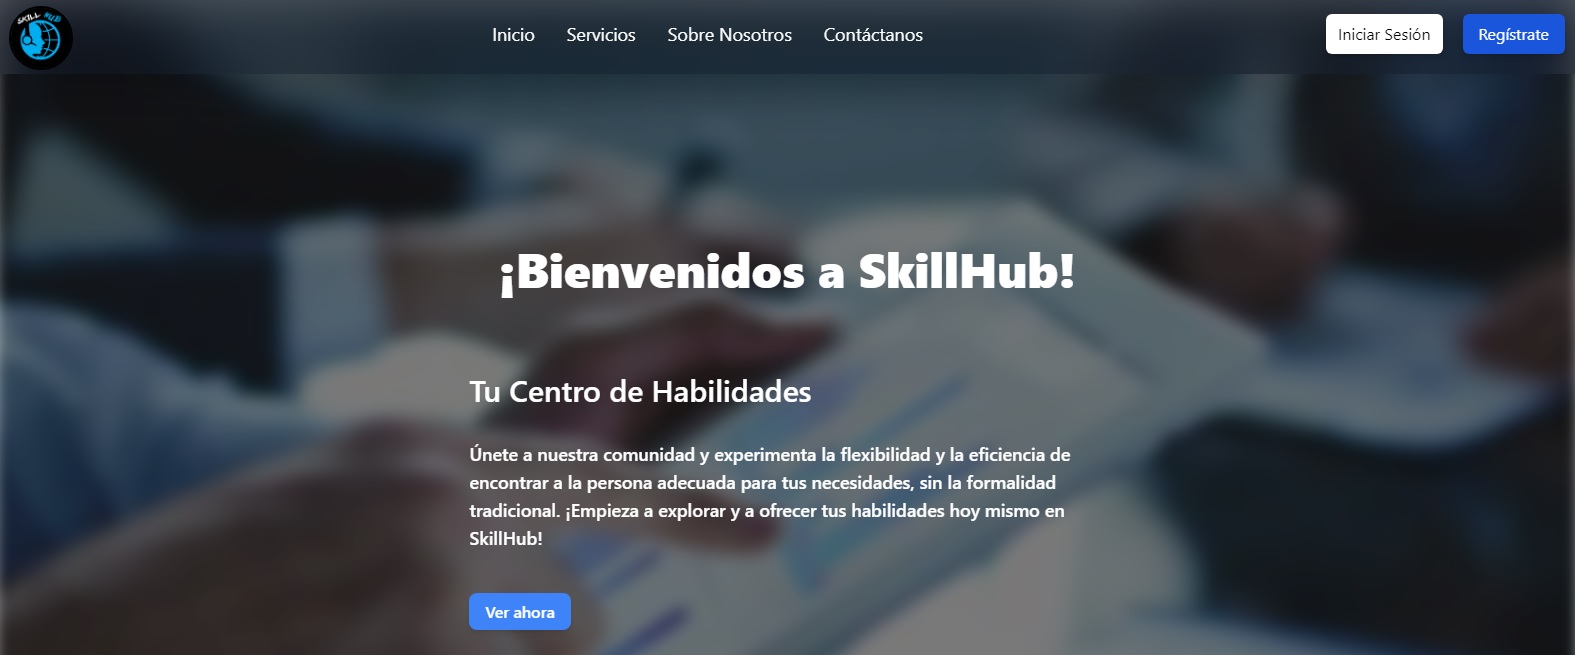 SKILL HUB
Inicio Servicios Sobre Nosotros Contáctanos Iniciar Sesión Regístrate
¡Bienvenidos a SkillHub!
Tu Centro de Habilidades
Únete a nuestra comunidad y experimenta la flexibilidad y la eficiencia de
encontrar a la persona adecuada para tus necesidades, sin la formalidad
tradicional. ¡Empieza a explorar y a ofrecer tus habilidades hoy mismo en
SkillHub!
Ver ahora